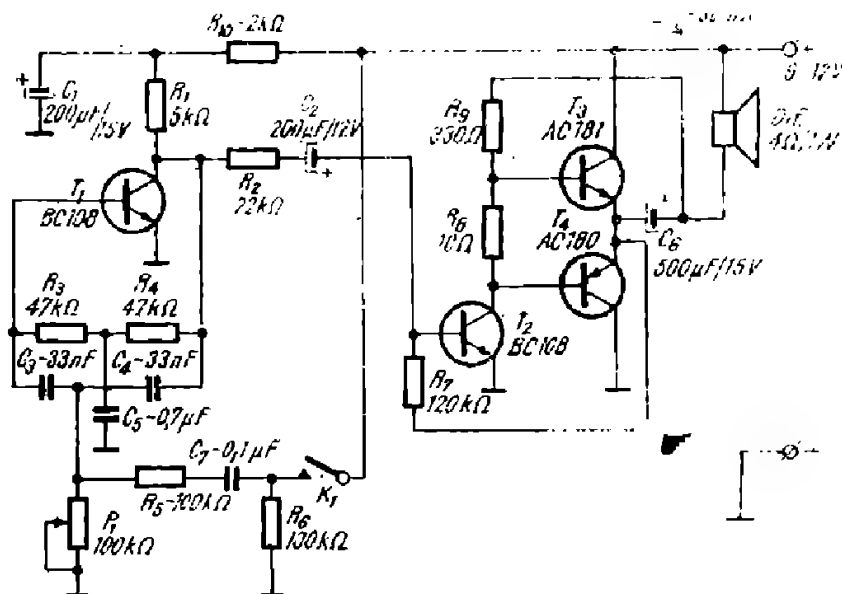 R10-2kΩ
C1
200μF/
/15V
R1
5kΩ
C2
200μF/12V
R2
22kΩ
T1
BC108
R3
47kΩ
R4
47kΩ
C3-33nF
C4-33nF
C5-0,7μF
C7-0,1μF
R5-100kΩ
K1
P1
100kΩ
R6
100kΩ
R9
330Ω
T3
AC181
R8
10Ω
T4
AC180
C6
500μF/15V
T2
BC108
R7
120kΩ
+
12V
4Ω/1W